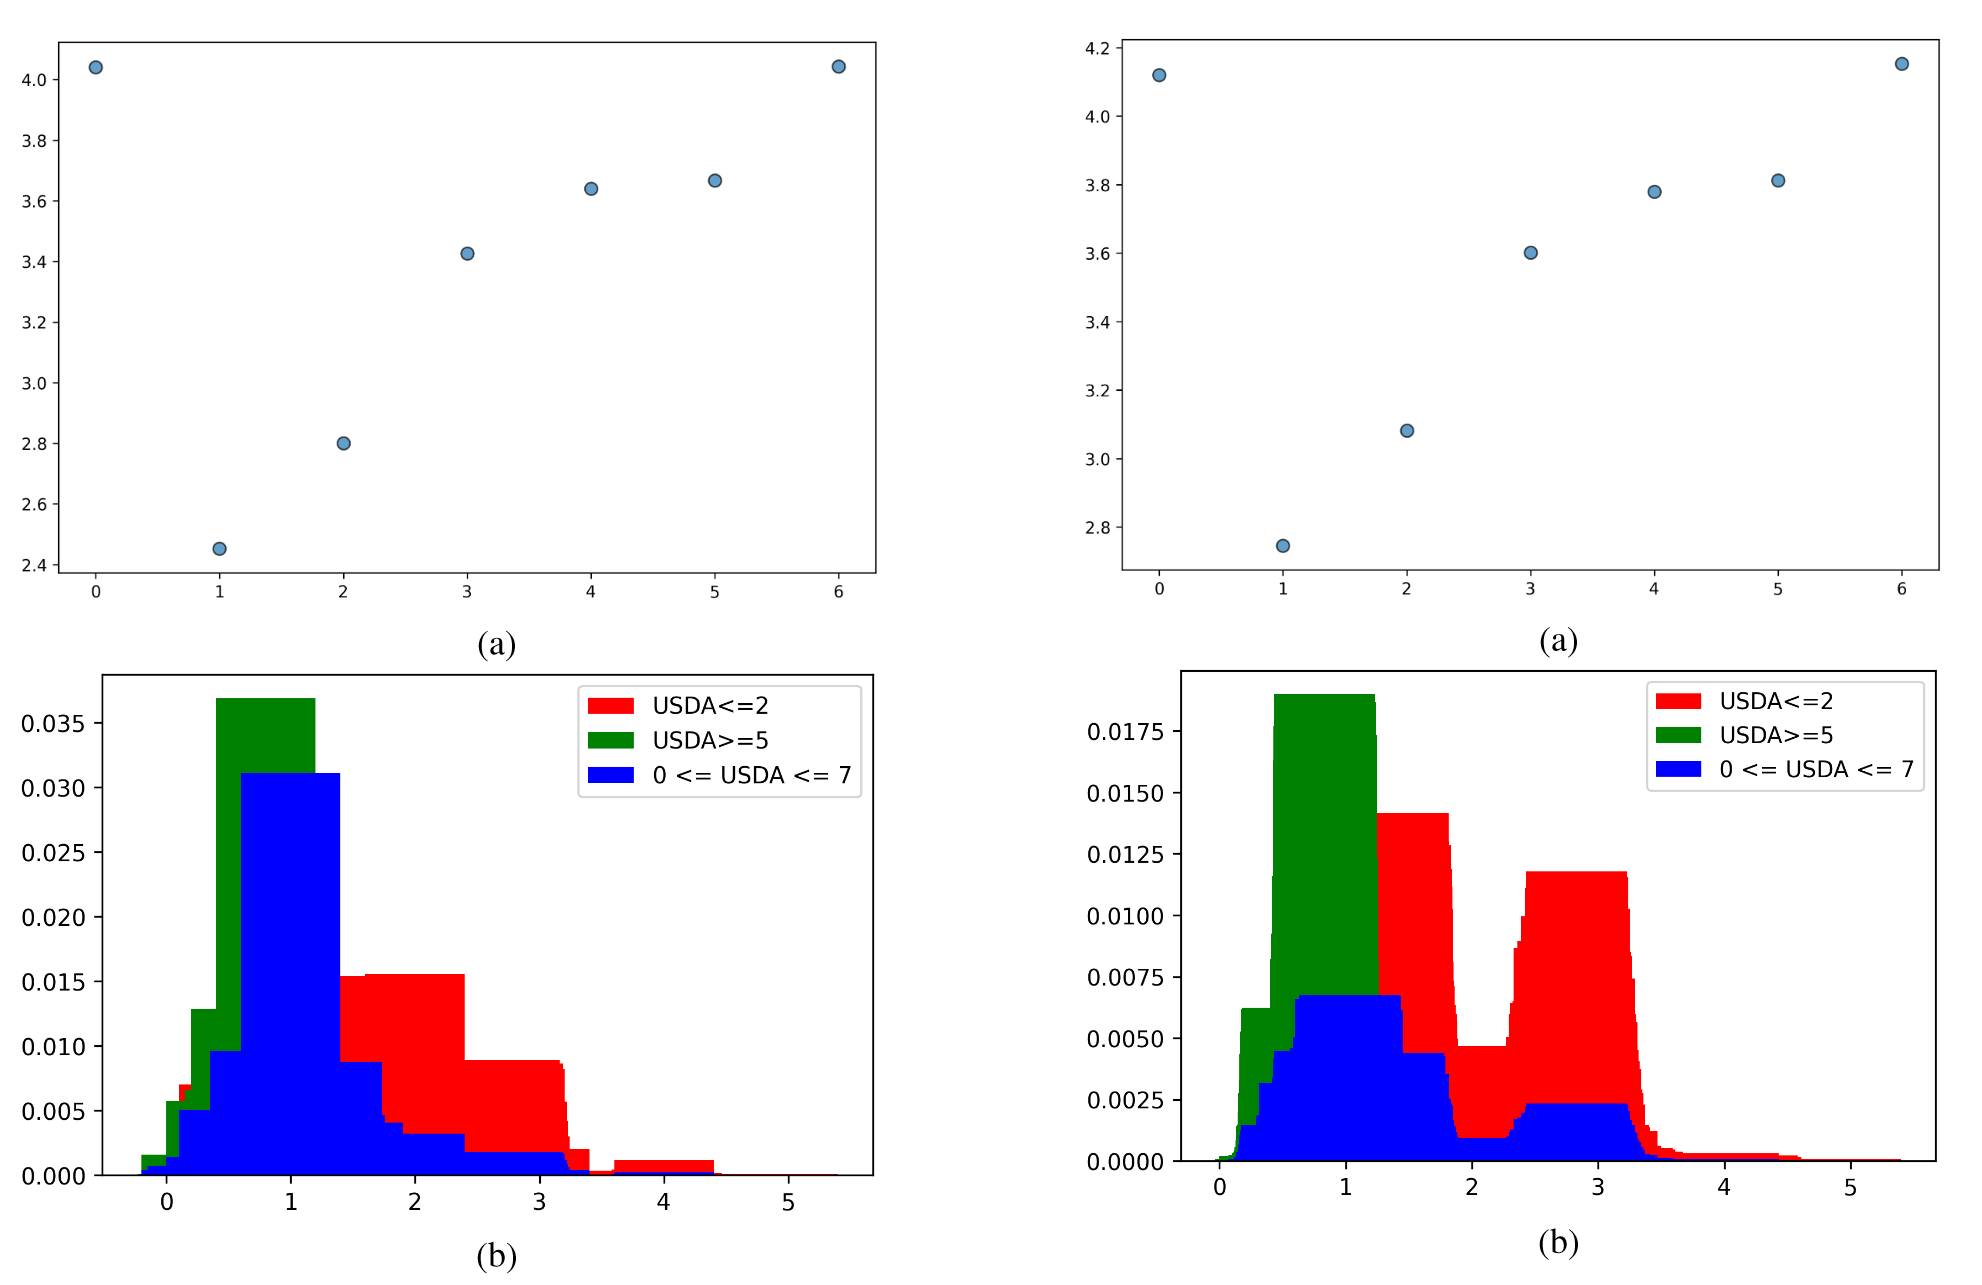 4.0
3.8
3.6
3.4
3.2
3.0
2.8
2.6
2.4
0 1 2 3 4 5 6
(a)
4.2
4.0
3.8
3.6
3.4
3.2
3.0
2.8
0 1 2 3 4 5 6
(a)
USDA<=2
USDA>=5
0 <= USDA <= 7
0.035
0.030
0.025
0.020
0.015
0.010
0.005
0.000
0 1 2 3 4 5
(b)
USDA<=2
USDA>=5
0 <= USDA <= 7
0.0175
0.0150
0.0125
0.0100
0.0075
0.0050
0.0025
0.0000
0 1 2 3 4 5
(b)